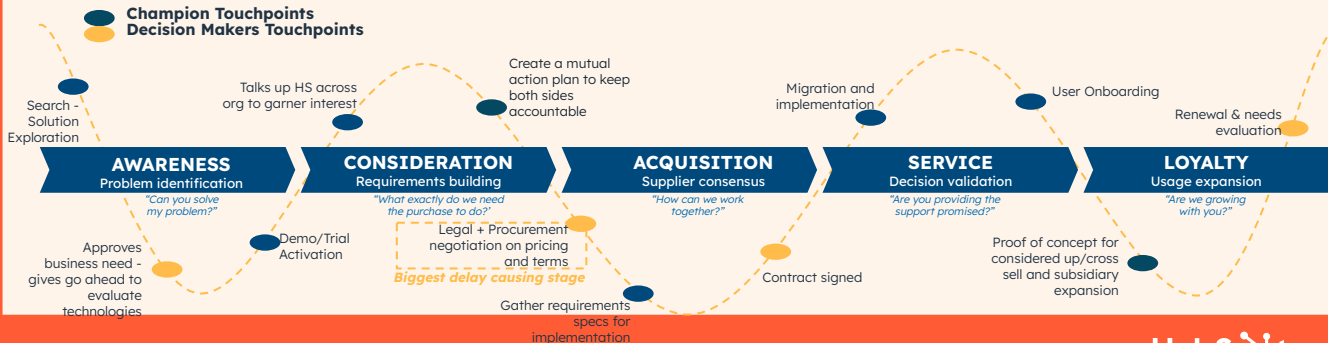 Champion Touchpoints
Decision Makers Touchpoints
Search -
Solution
Exploration
Talks up HS across
org to garner interest
Create a mutual
action plan to keep
both sides
accountable
Migration and
implementation
User Onboarding
Renewal & needs
evaluation
AWARENESS
Problem identification
CONSIDERATION
Requirements building
ACQUISITION
Supplier consensus
SERVICE
Decision validation
LOYALTY
Usage expansion
“Can you solve
my problem?”
“What exactly do we need
the purchase to do?’
“How can we work
together?”
“Are you providing the
support promised?”
“Are we growing
with you?”
Approves
business need -
gives go ahead to
evaluate
technologies
Demo/Trial
Activation
Legal + Procurement
negotiation on pricing
and terms
Biggest delay causing stage
Gather requirements
specs for
implementation
Contract signed
Proof of concept for
considered up/cross
sell and subsidiary
expansion